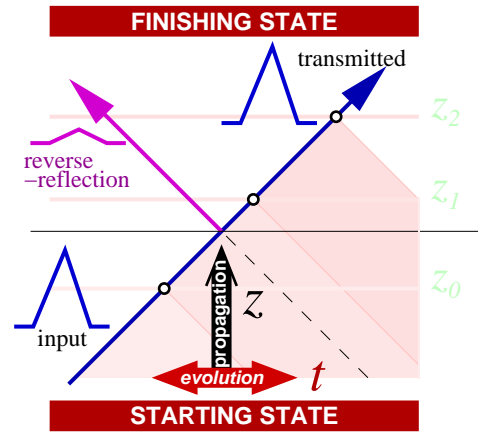 FINISHING STATE
transmitted
z2
reverse
-reflection
z1
z0
propagation
z
input
evolution
t
STARTING STATE